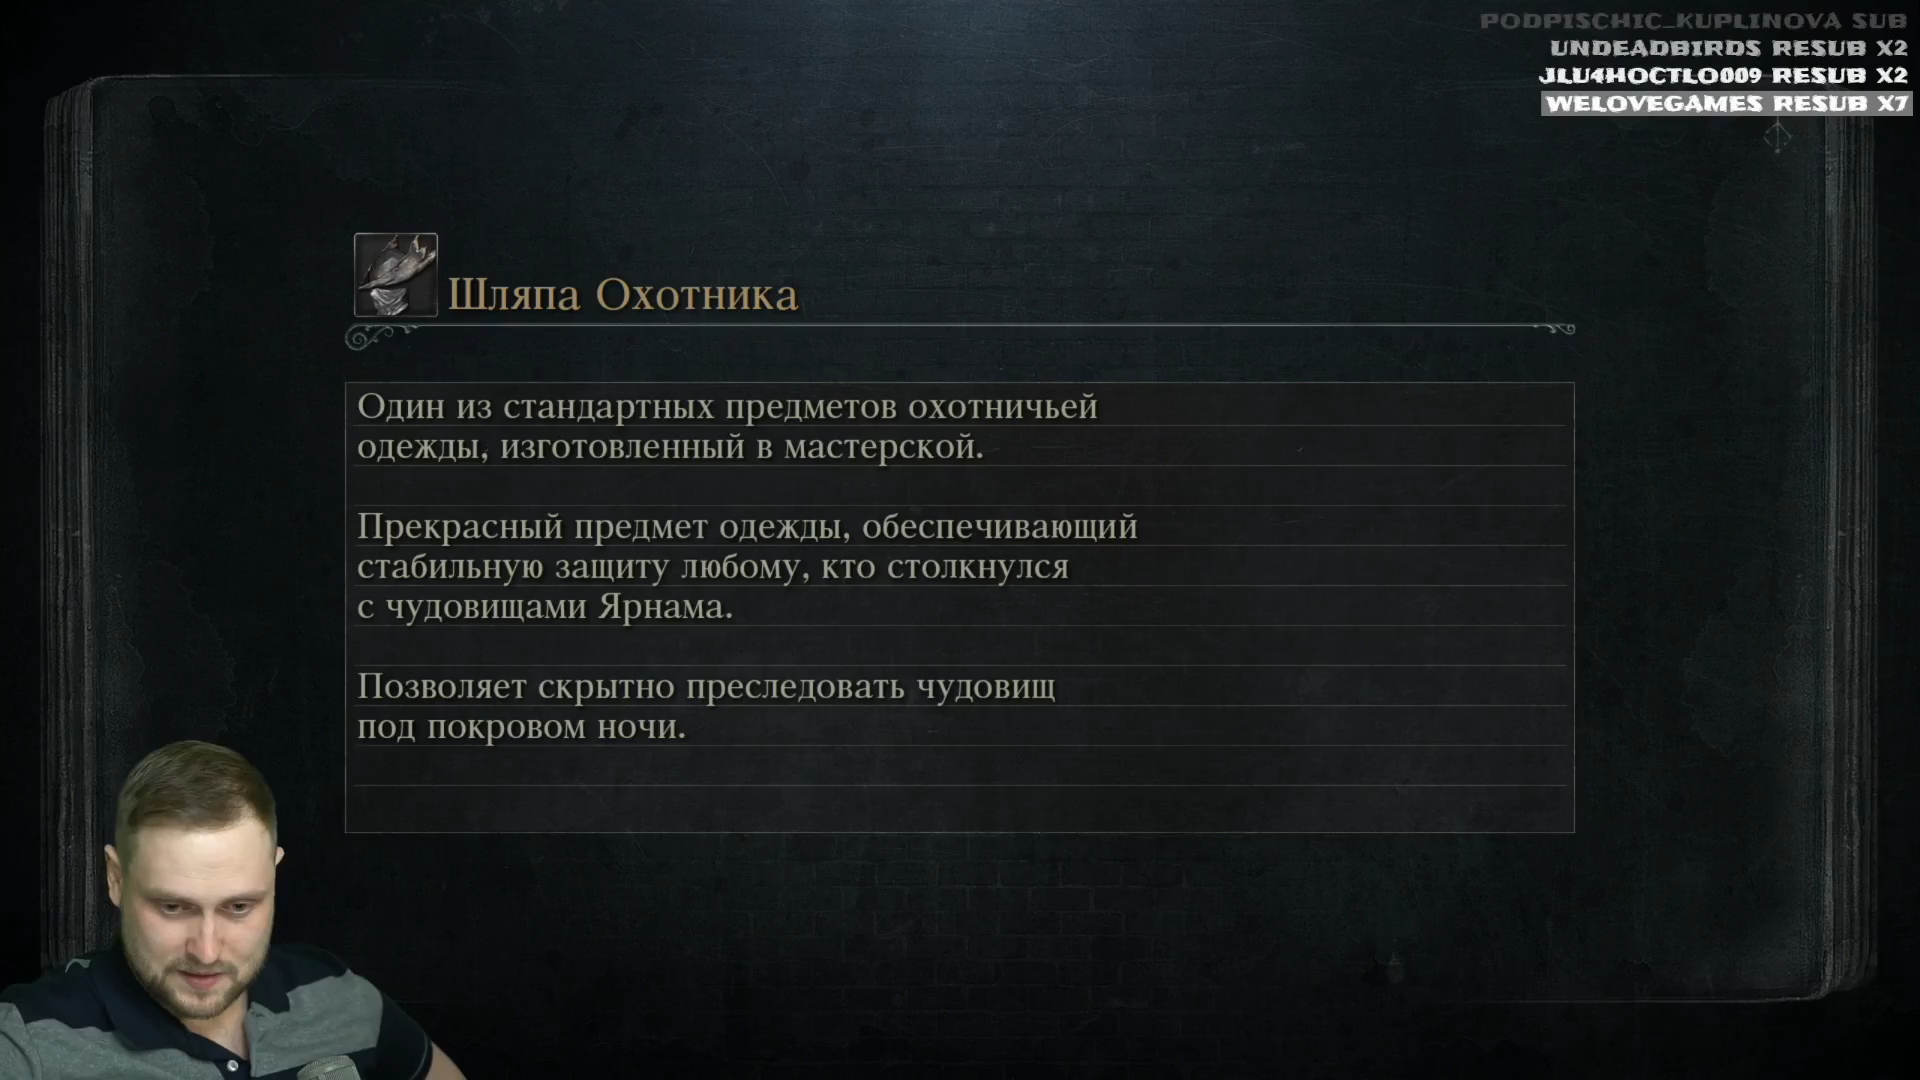 PODPISCHIC_KUPLINOVA SUB
UNDEADBIRDS RESUB X2
JLU4HOCTLO009 RESUB X2
WELOVEGAMES RESUB X7
Шляпа Охотника
Один из стандартных предметов охотничьей
одежды, изготовленный в мастерской.
Прекрасный предмет одежды, обеспечивающий
стабильную защиту любому, кто столкнулся
с чудовищами Ярнама.
Позволяет скрытно преследовать чудовищ
под покровом ночи.